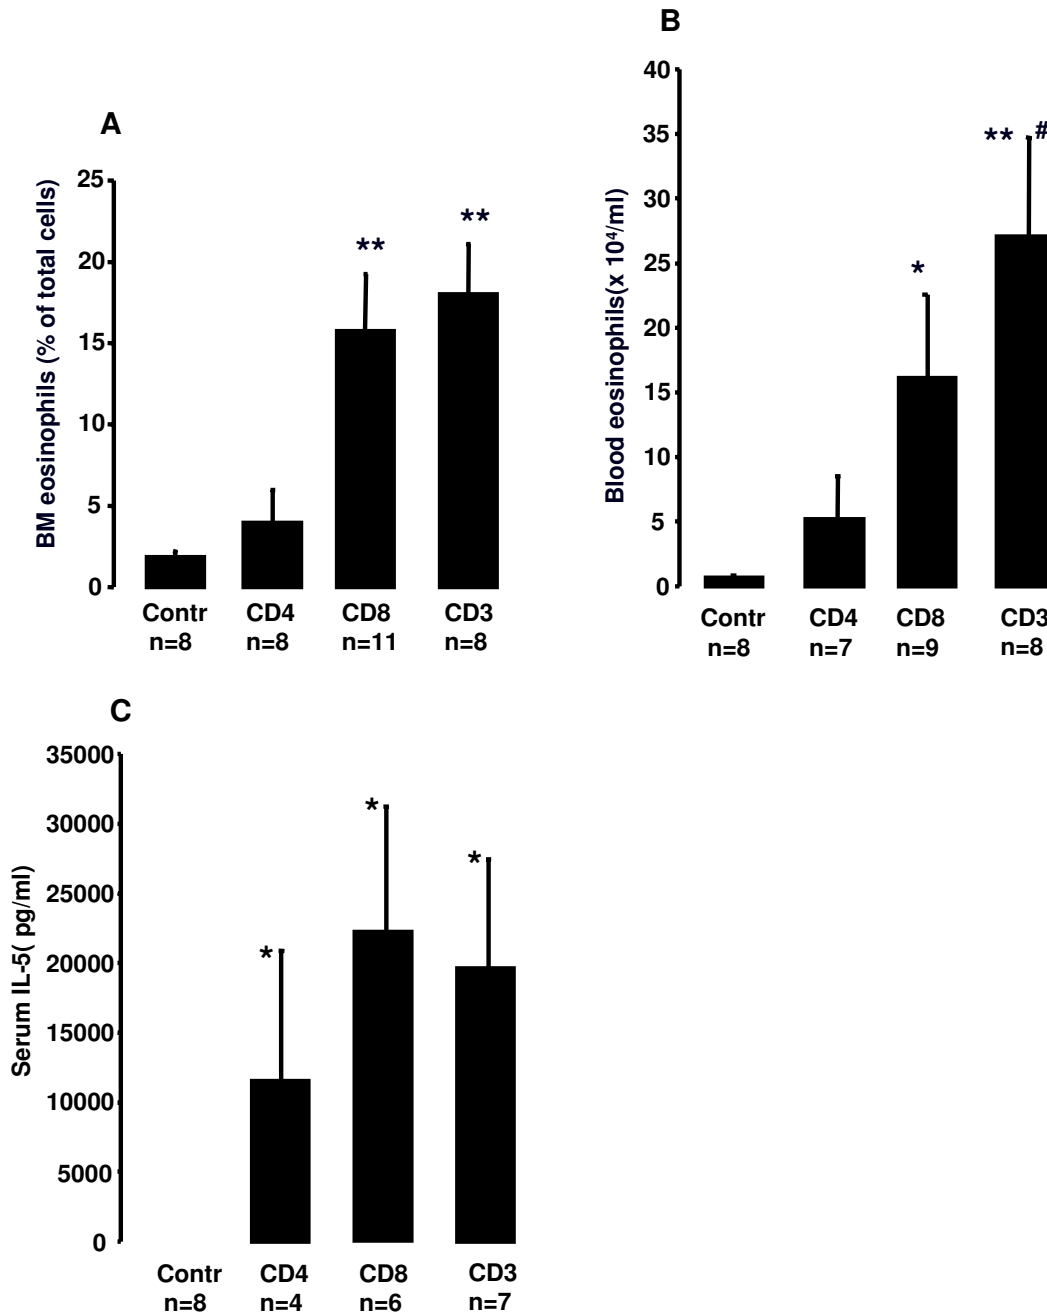 A
BM eosinophils (% of total cells)
25
20
15
10
5
0
**
**
Contr CD4 CD8 CD3
n=8 n=8 n=11 n=8
B
Blood eosinophils(x 10⁴/ml)
40
35
30
25
20
15
10
5
0
*
** #
Contr CD4 CD8 CD3
n=8 n=7 n=9 n=8
C
Serum IL-5( pg/ml)
35000
30000
25000
20000
15000
10000
5000
0
*
*
*
Contr CD4 CD8 CD3
n=8 n=4 n=6 n=7